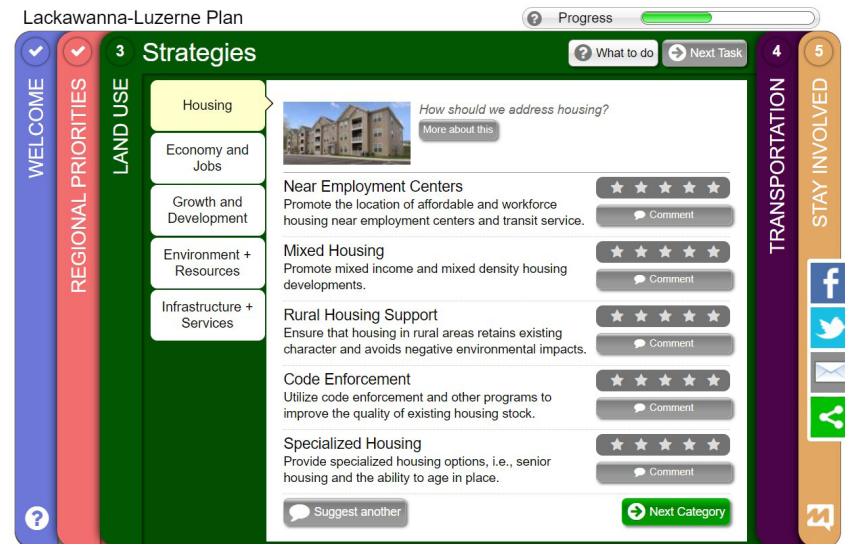 Lackawanna-Luzerne Plan
? Progress
WELCOME
?
REGIONAL PRIORITIES
3
LAND USE
Strategies
? What to do
Next Task
Housing
Economy and
Jobs
Growth and
Development
Environment +
Resources
Infrastructure +
Services
How should we address housing?
More about this
Near Employment Centers
Promote the location of affordable and workforce
housing near employment centers and transit service.
Comment
Mixed Housing
Promote mixed income and mixed density housing
developments.
Comment
Rural Housing Support
Ensure that housing in rural areas retains existing
character and avoids negative environmental impacts.
Comment
Code Enforcement
Utilize code enforcement and other programs to
improve the quality of existing housing stock.
Comment
Specialized Housing
Provide specialized housing options, i.e., senior
housing and the ability to age in place.
Comment
Suggest another
Next Category
4
TRANSPORTATION
5
STAY INVOLVED
f